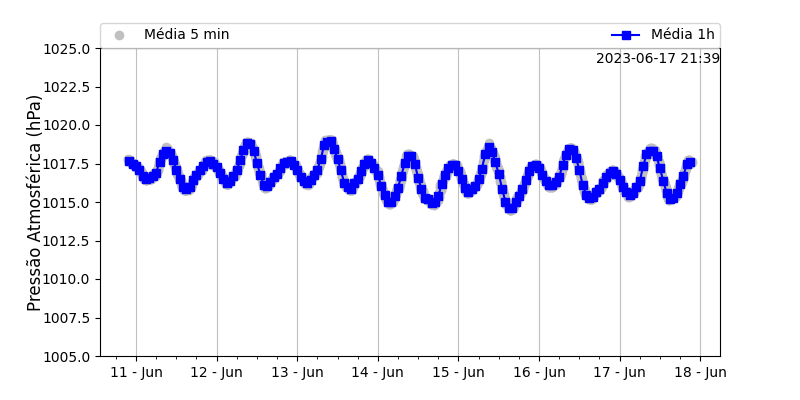 Média 5 min
Média 1h
2023-06-17 21:39
Pressão Atmosférica (hPa)
1025.0
1022.5
1020.0
1017.5
1015.0
1012.5
1010.0
1007.5
1005.0
11 - Jun
12 - Jun
13 - Jun
14 - Jun
15 - Jun
16 - Jun
17 - Jun
18 - Jun